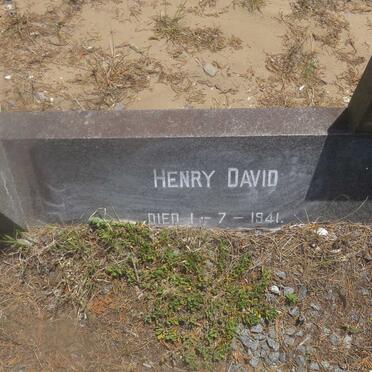 HENRY DAVID
DIED 1-7-1941.